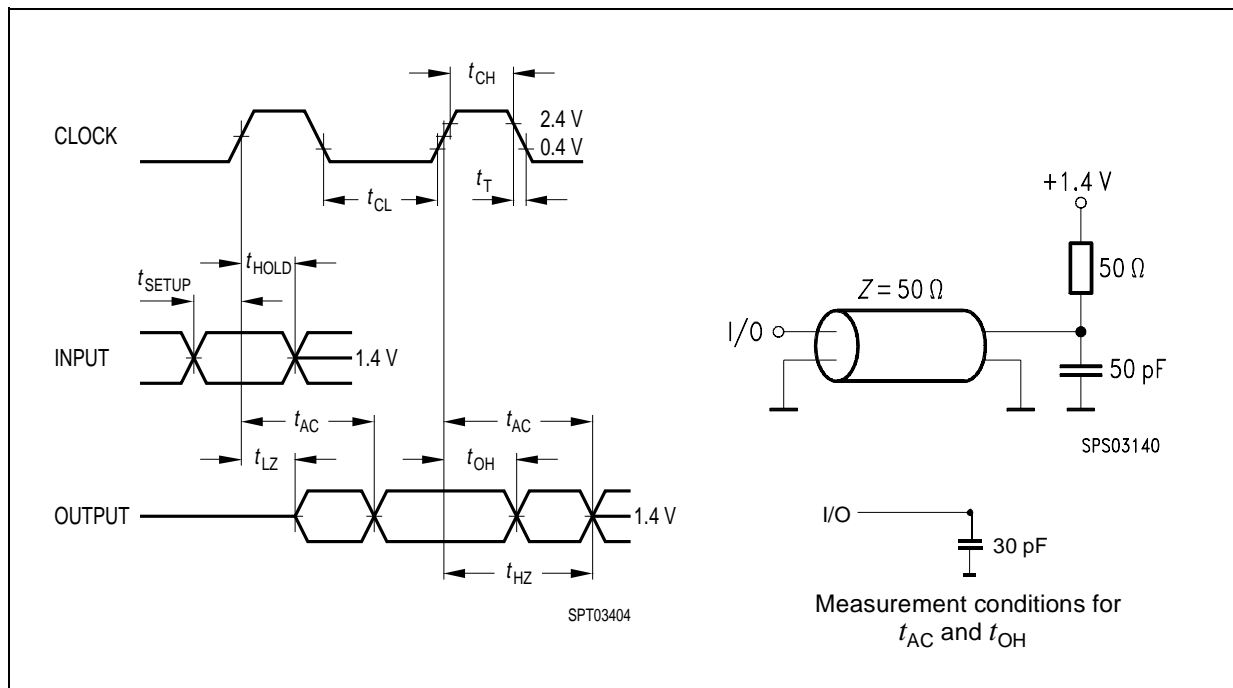 tCH
2.4 V
CLOCK
0.4 V
tT
tCL
tHOLD
tSETUP
INPUT
1.4 V
tAC
tAC
tLZ
tOH
OUTPUT
1.4 V
tHZ
SPT03404
+1.4 V
50 Ω
Z = 50 Ω
I/O
50 pF
SPS03140
I/O
30 pF
Measurement conditions for
tAC and tOH